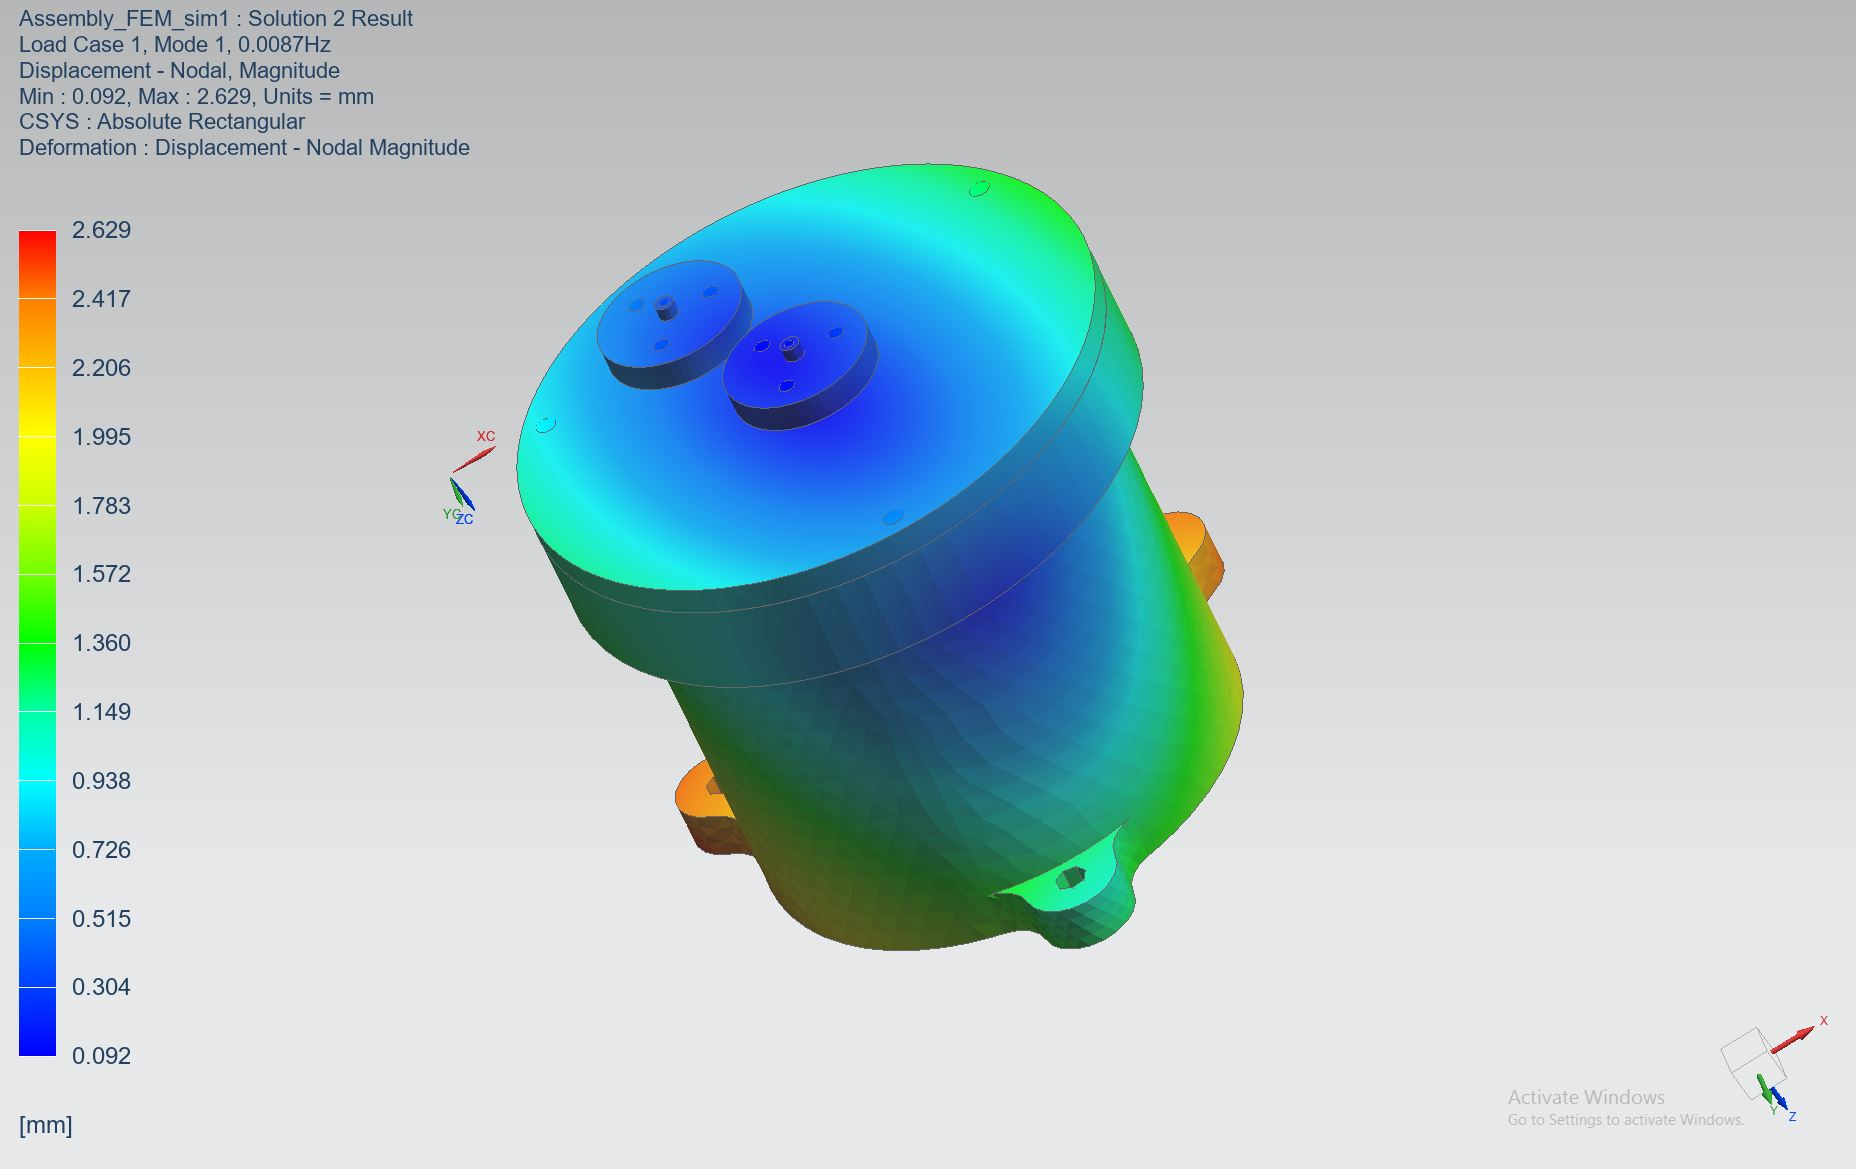 Assembly_FEM_sim1 : Solution 2 Result
Load Case 1, Mode 1, 0.0087Hz
Displacement - Nodal, Magnitude
Min : 0.092, Max : 2.629, Units = mm
CSYS : Absolute Rectangular
Deformation : Displacement - Nodal Magnitude
2.629
2.417
2.206
1.995
1.783
1.572
1.360
1.149
0.938
0.726
0.515
0.304
0.092
[mm]
XC
YC
ZC
X
Y
Z
Activate Windows
Go to Settings to activate Windows.